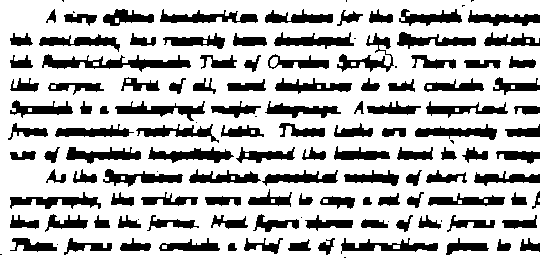 A new offline handwritten database for the Spanish language
ish sentences, has recently been developed: the Spartacus databa
ish Restricted-domain Task of Cursive Script). There were two
this corpus. First of all, most databases do not contain Spani
Spanish is a widespread major language. Another important rea
from semantic-restricted tasks. These tasks are commonly used
use of linguistic knowledge beyond the lexicon level in the recog
As the Spartacus database consisted mainly of short sentence
paragraphs, the writers were asked to copy a set of sentences in f
line fields in the forms. Next figure shows one of the forms used
These forms also contain a brief set of instructions given to the